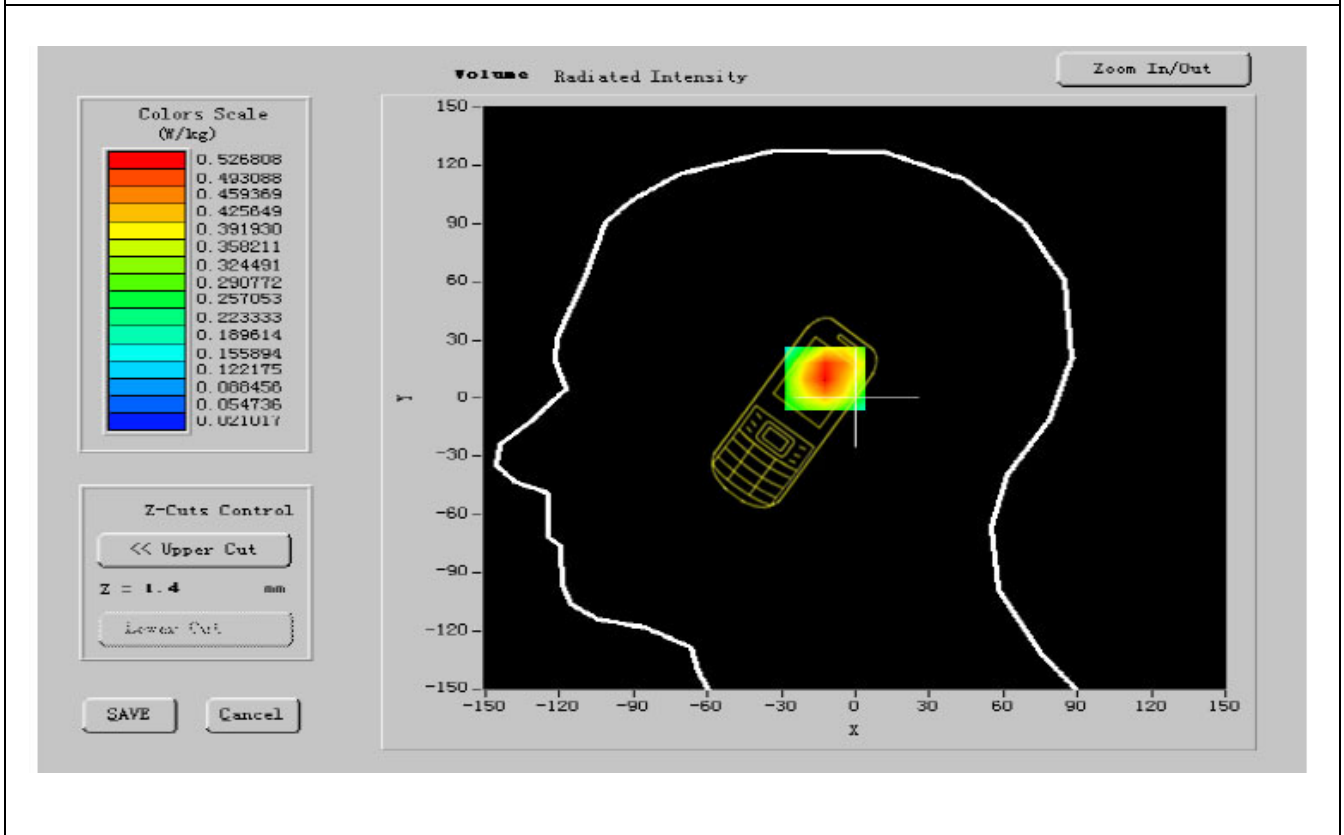 Volume Radiated Intensity
Zoom In/Out
Colors Scale
(W/kg)
0.526808
0.493088
0.459369
0.425649
0.391930
0.358211
0.324491
0.290772
0.257053
0.223333
0.189614
0.155894
0.122175
0.088456
0.054736
0.021017
Z-Cuts Control
<< Upper Cut
Z = 1.4 mm
Lower Cut
SAVE
Cancel
150
120
90
60
30
0
-30
-60
-90
-120
-150
Y
-150 -120 -90 -60 -30 0 30 60 90 120 150
X